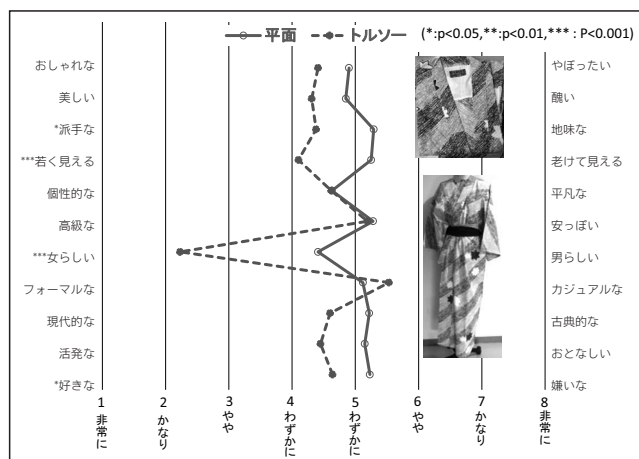 平面 トルソー (*:p<0.05,**:p<0.01,*** : P<0.001)
おしゃれな やぼったい
美しい 醜い
*派手な 地味な
***若く見える 老けて見える
個性的な 平凡な
高級な 安っぽい
***女らしい 男らしい
フォーマルな カジュアルな
現代的な 古典的な
活発な おとなしい
*好きな 嫌いな
1 2 3 4 5 6 7 8
非常に かなり やや わずかに わずかに やや かなり 非常に